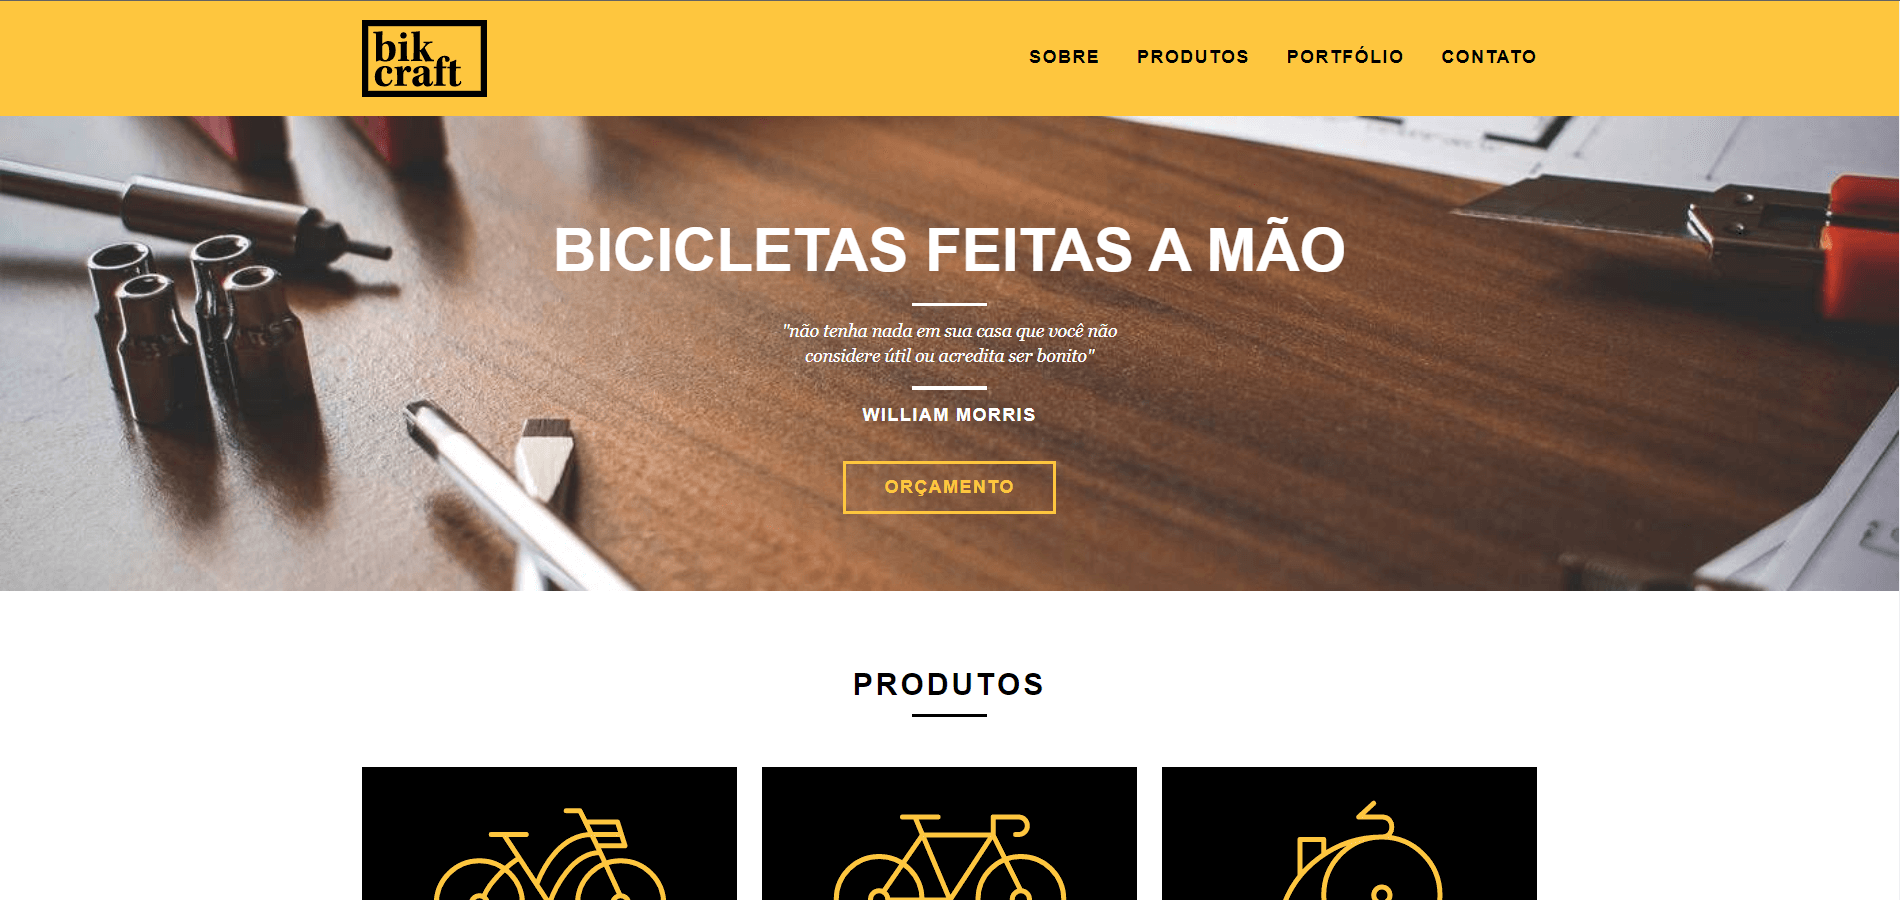 bik
craft
SOBRE PRODUTOS PORTFÓLIO CONTATO
BICICLETAS FEITAS A MÃO
"não tenha nada em sua casa que você não
considere útil ou acredita ser bonito"
WILLIAM MORRIS
ORÇAMENTO
PRODUTOS